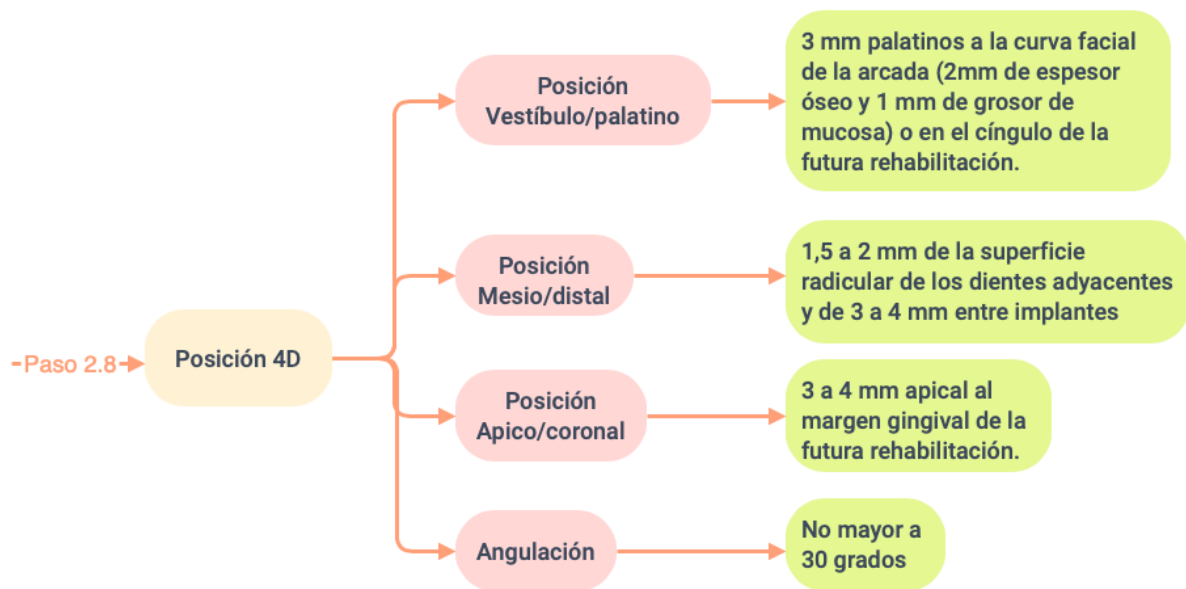 Paso 2.8
Posición 4D
Posición
Vestíbulo/palatino
3 mm palatinos a la curva facial
de la arcada (2mm de espesor
óseo y 1 mm de grosor de
mucosa) o en el cíngulo de la
futura rehabilitación.
Posición
Mesio/distal
1,5 a 2 mm de la superficie
radicular de los dientes adyacentes
y de 3 a 4 mm entre implantes
Posición
Apico/coronal
3 a 4 mm apical al
margen gingival de la
futura rehabilitación.
Angulación
No mayor a
30 grados